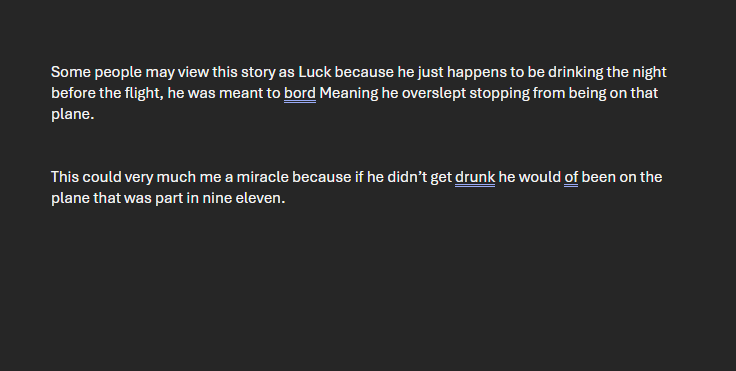 Some people may view this story as Luck because he just happens to be drinking the night
before the flight, he was meant to bord Meaning he overslept stopping from being on that
plane.
This could very much me a miracle because if he didn’t get drunk he would of been on the
plane that was part in nine eleven.